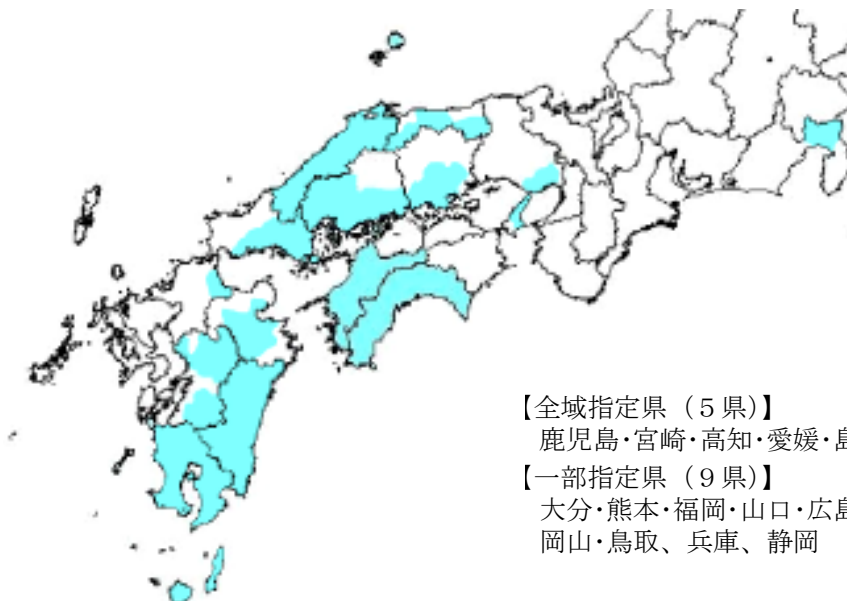 【全域指定県（５県）】
鹿児島・宮崎・高知・愛媛・島
【一部指定県（９県）】
大分・熊本・福岡・山口・広島
岡山・鳥取、兵庫、静岡